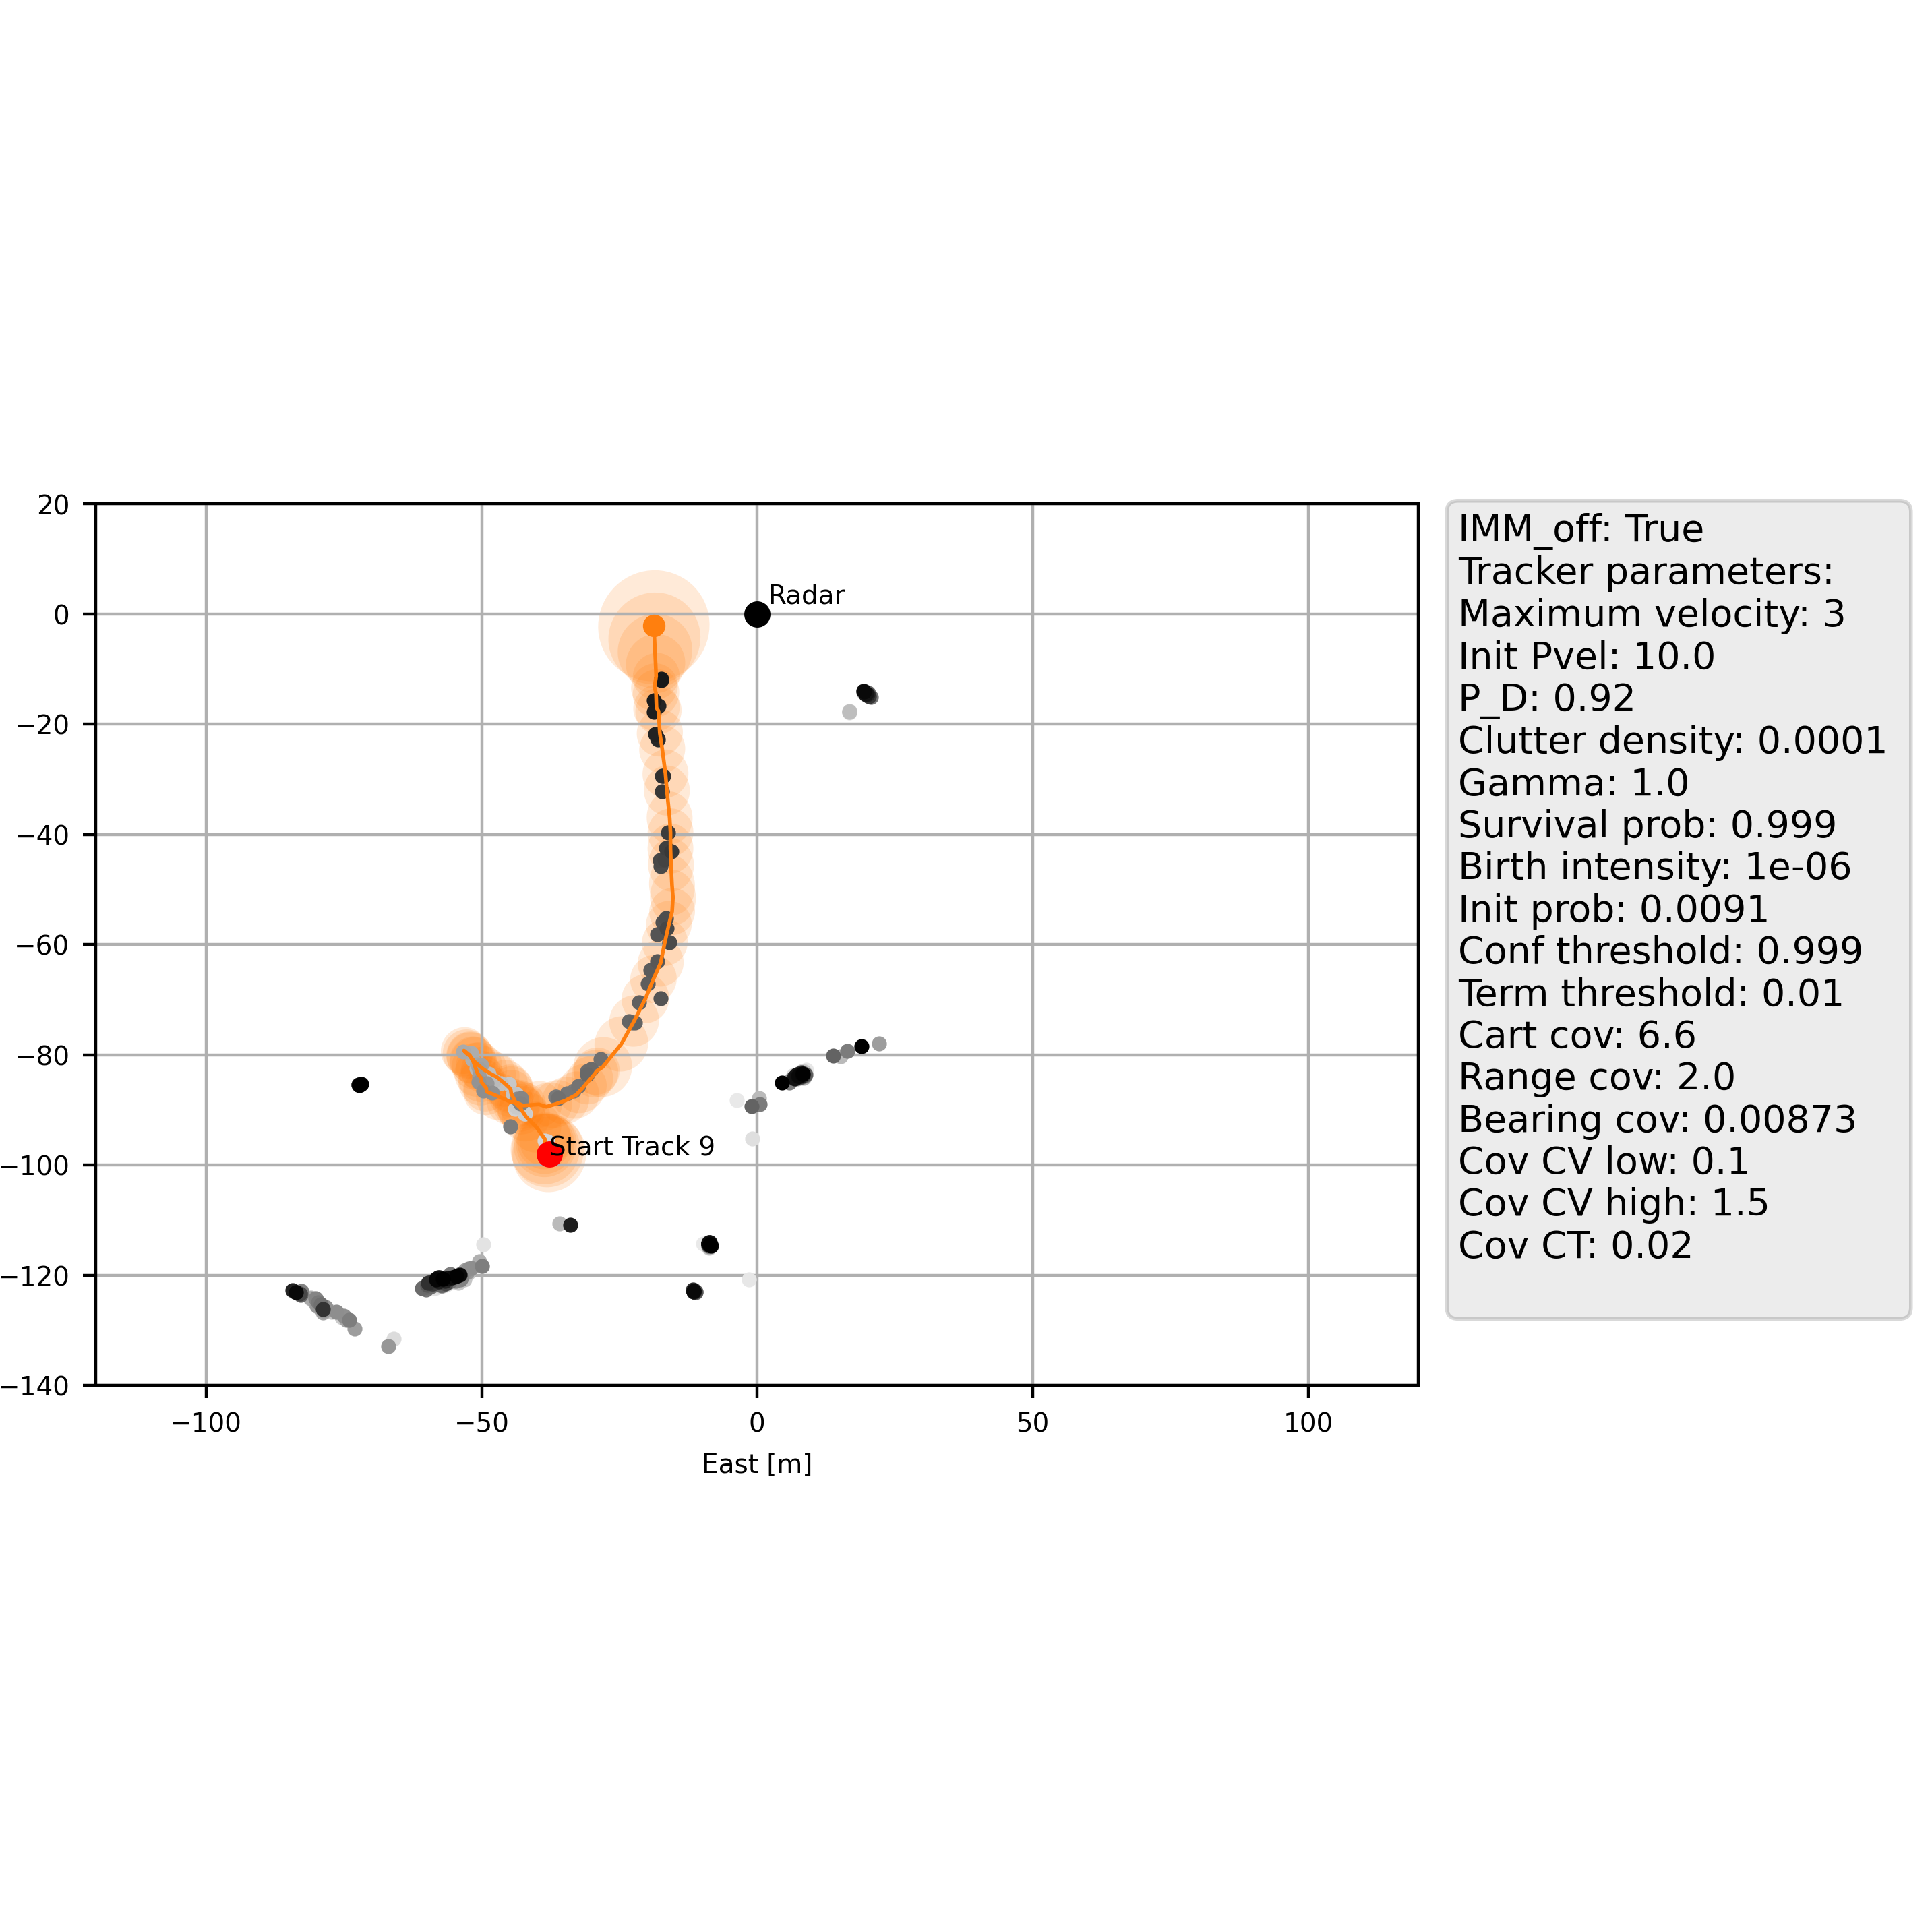 20
0
−20
−40
−60
−80
−100
−120
−140
−100
−50
0
50
100
East [m]
Radar
Start Track 9
IMM_off: True
Tracker parameters:
Maximum velocity: 3
Init Pvel: 10.0
P_D: 0.92
Clutter density: 0.0001
Gamma: 1.0
Survival prob: 0.999
Birth intensity: 1e-06
Init prob: 0.0091
Conf threshold: 0.999
Term threshold: 0.01
Cart cov: 6.6
Range cov: 2.0
Bearing cov: 0.00873
Cov CV low: 0.1
Cov CV high: 1.5
Cov CT: 0.02